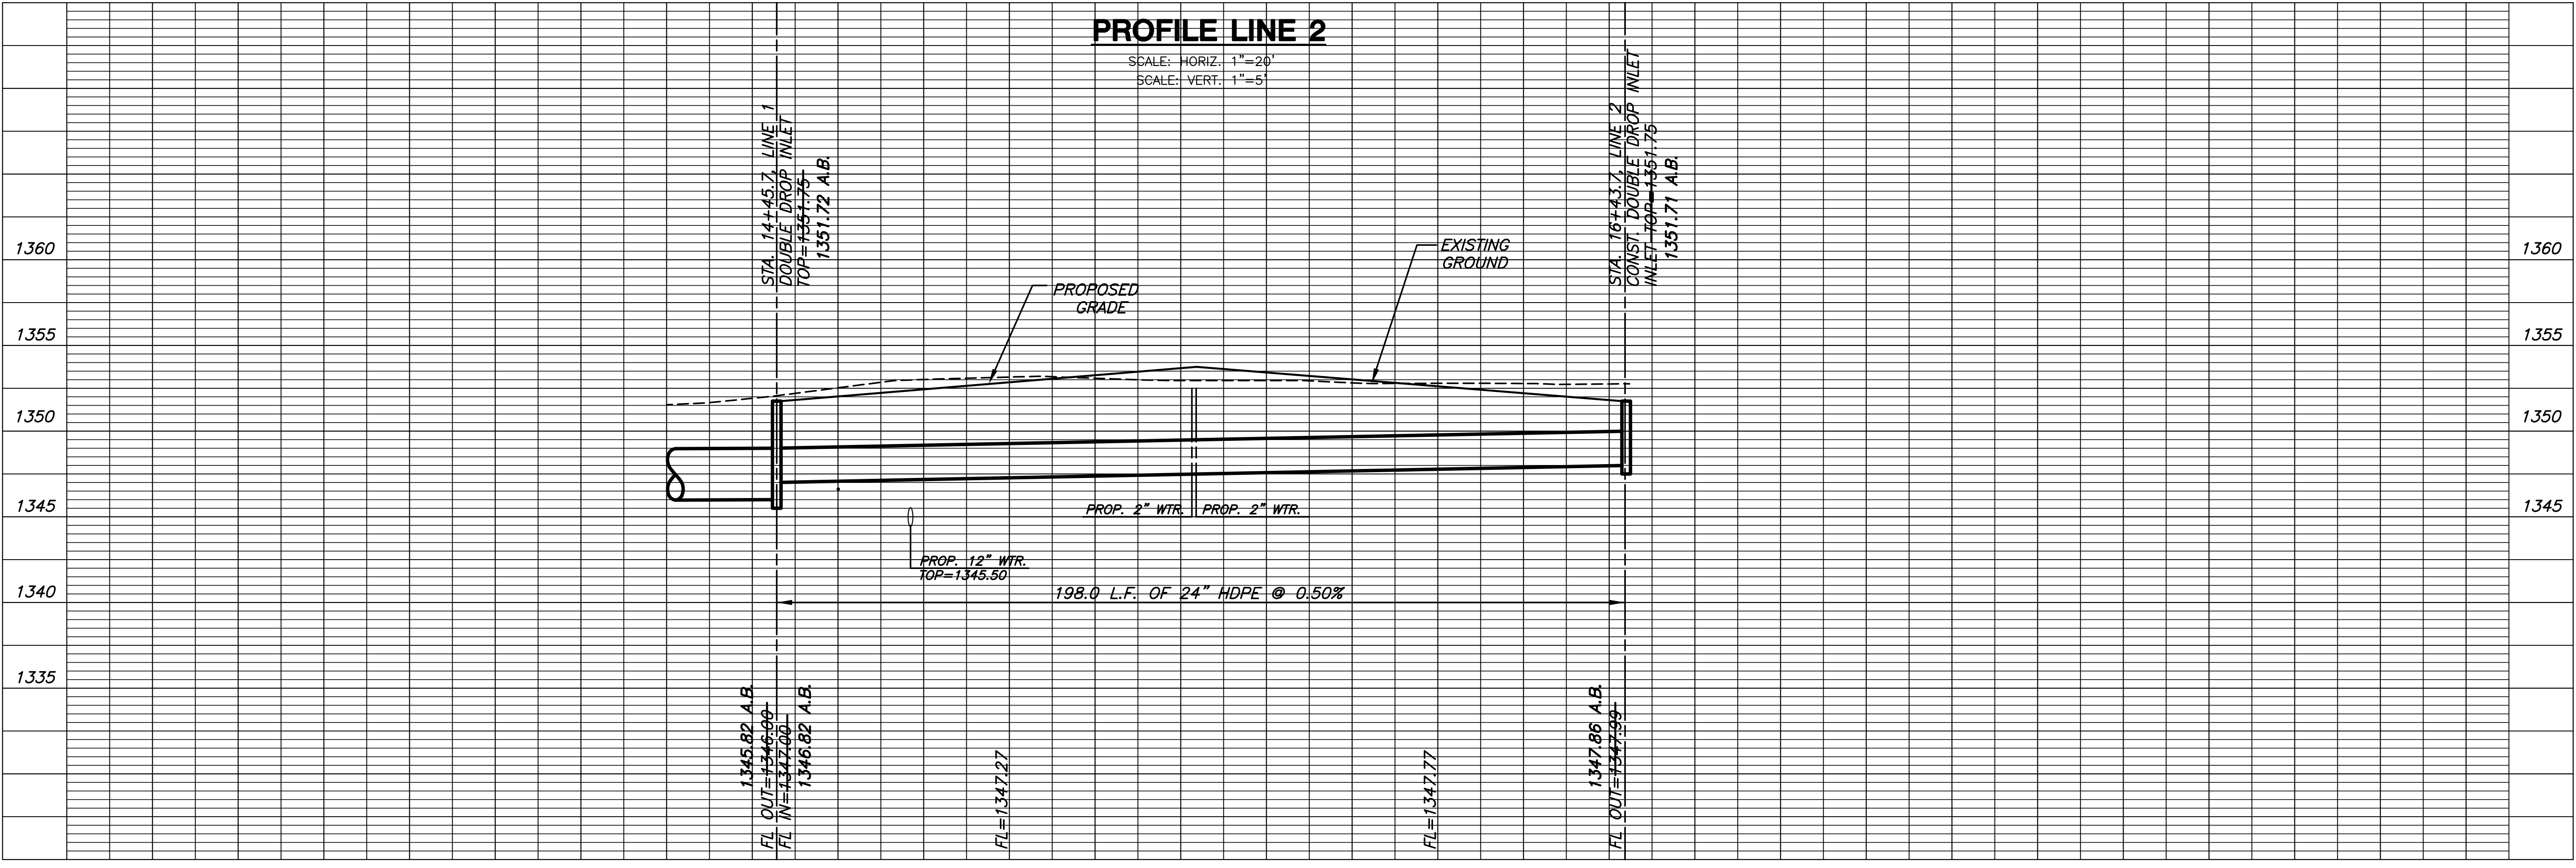 PROFILE LINE 2
SCALE: HORIZ. 1"=20'
SCALE: VERT. 1"=5'
STA. 14+45.7, LINE 1
DOUBLE DROP INLET
TOP=1351.75
1351.72 A.B.
STA. 16+43.7, LINE 2
CONST. DOUBLE DROP INLET
INLET TOP=1351.75
1351.71 A.B.
1360
1360
EXISTING
GROUND
PROPOSED
GRADE
1355
1355
1350
1350
1345
1345
PROP. 2" WTR.
PROP. 2" WTR.
PROP. 12" WTR.
TOP=1345.50
1340
1340
198.0 L.F. OF 24" HDPE @ 0.50%
1335
1335
1345.82 A.B.
FL OUT=1346.00
FL IN=1347.00
1346.82 A.B.
FL=1347.27
FL=1347.77
1347.86 A.B.
FL OUT=1347.99